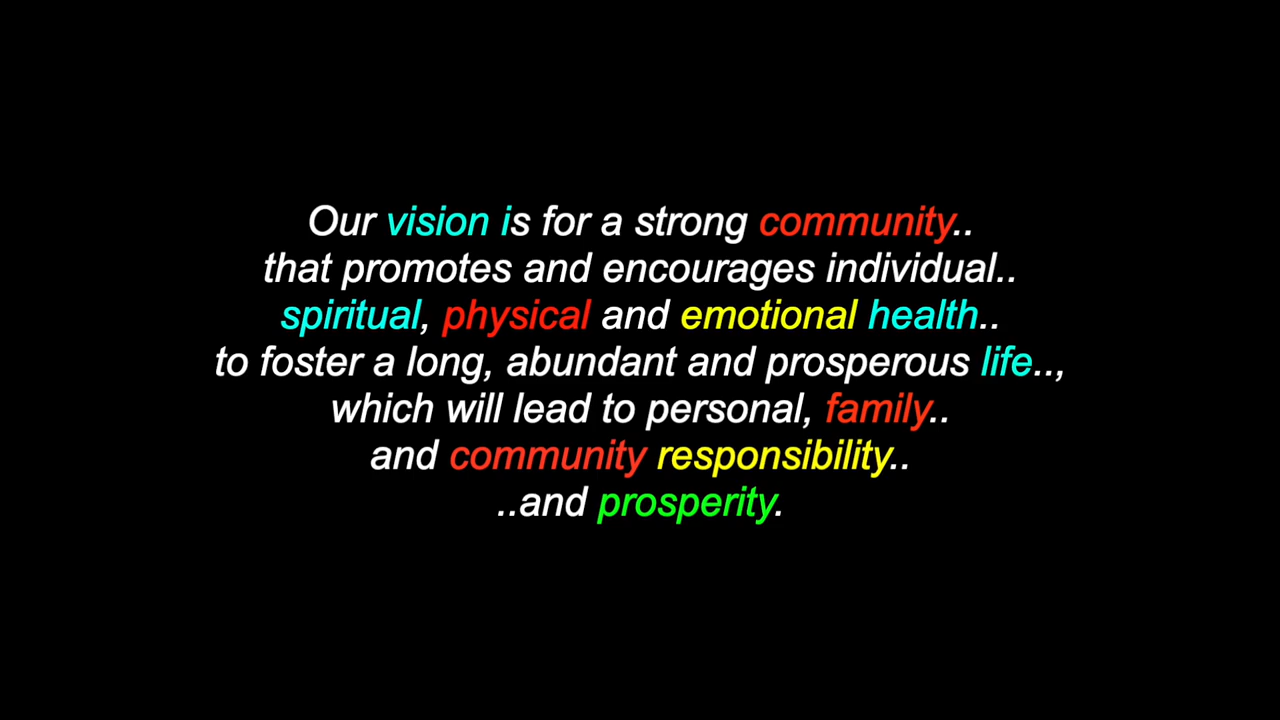 Our vision is for a strong community..
that promotes and encourages individual..
spiritual, physical and emotional health..
to foster a long, abundant and prosperous life..,
which will lead to personal, family..
and community responsibility..
..and prosperity.